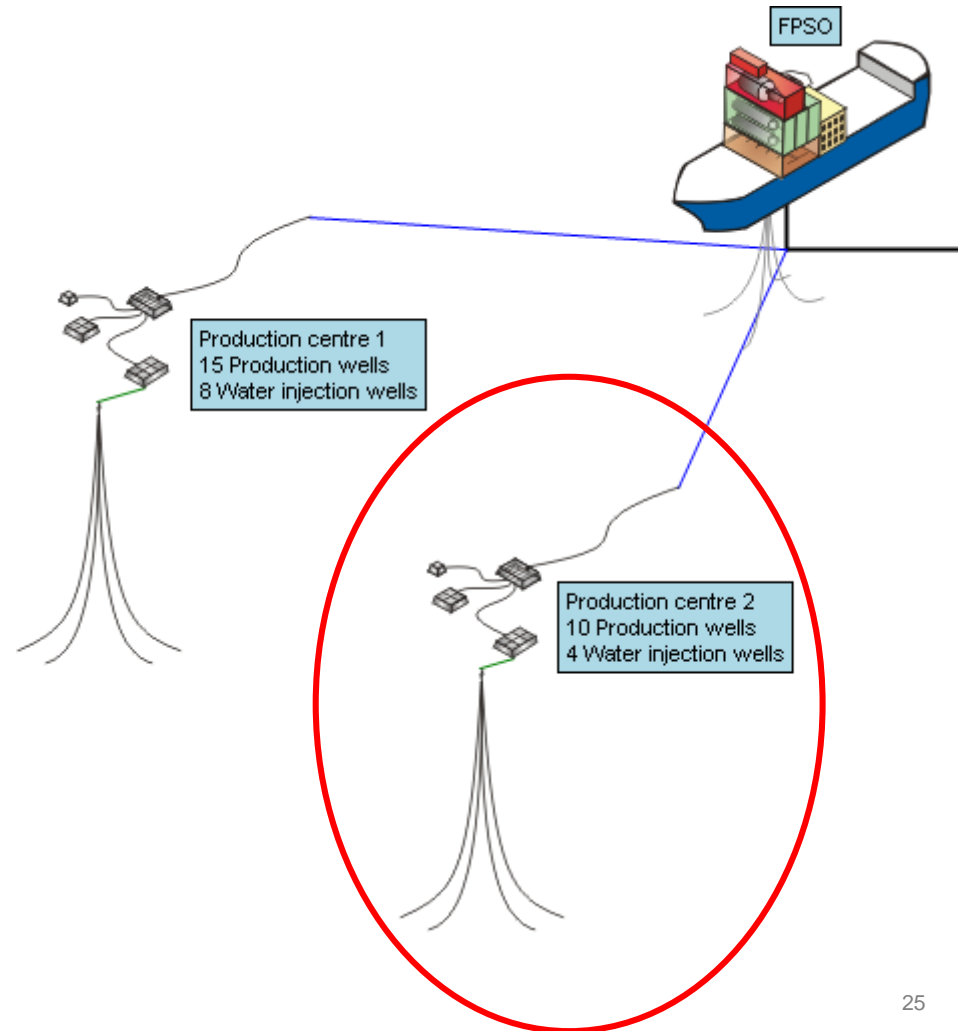 FPSO
Production centre 1
15 Production wells
8 Water injection wells
Production centre 2
10 Production wells
4 Water injection wells
25